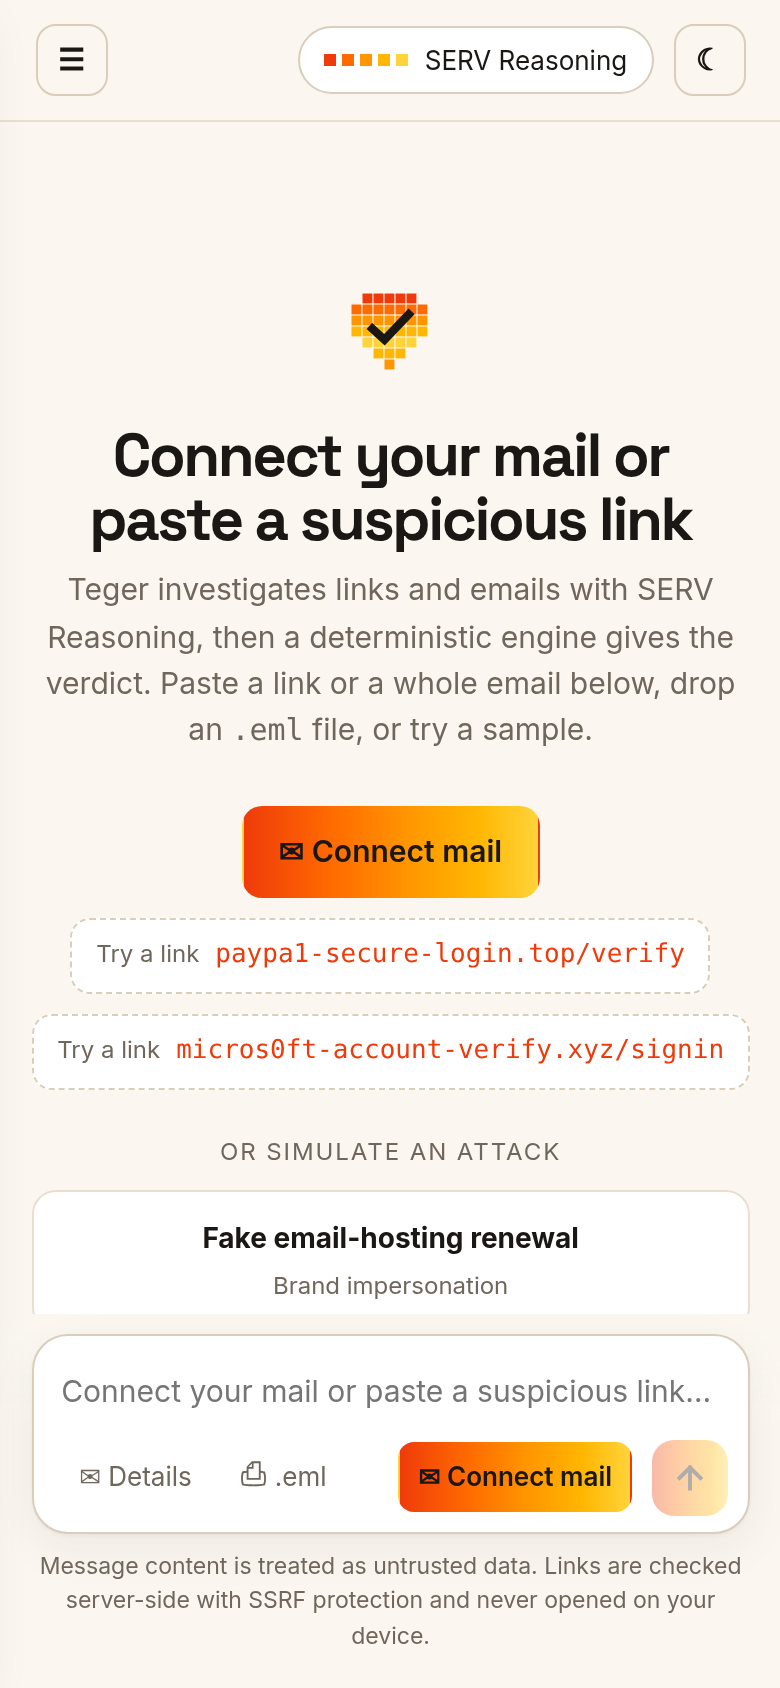 ☰ SERV Reasoning ☾
Connect your mail or
paste a suspicious link
Teger investigates links and emails with SERV
Reasoning, then a deterministic engine gives the
verdict. Paste a link or a whole email below, drop
an .eml file, or try a sample.
✉ Connect mail
Try a link paypa1-secure-login.top/verify
Try a link micros0ft-account-verify.xyz/signin
OR SIMULATE AN ATTACK
Fake email-hosting renewal
Brand impersonation
Connect your mail or paste a suspicious link...
✉ Details ⎙ .eml ✉ Connect mail ↑
Message content is treated as untrusted data. Links are checked
server-side with SSRF protection and never opened on your
device.